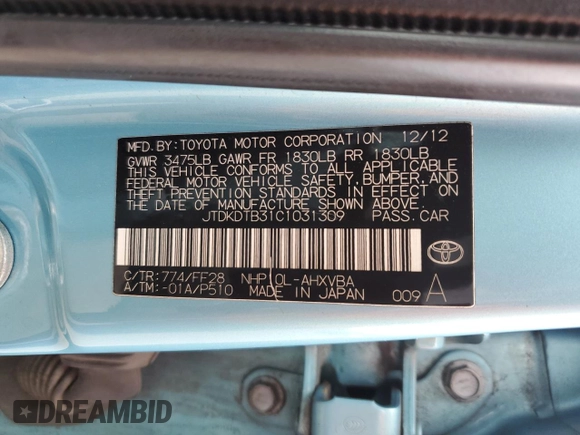 MFD. BY: TOYOTA MOTOR CORPORATION 12/12
GVWR 3475LB GAWR FR 1830LB RR 1830LB
THIS VEHICLE CONFORMS TO ALL APPLICABLE
FEDERAL MOTOR VEHICLE SAFETY, BUMPER, AND
THEFT PREVENTION STANDARDS IN EFFECT ON
THE DATE OF MANUFACTURE SHOWN ABOVE.
JTDKDTB31C1031309 PASS. CAR
C/TR: 774/FF28 NHP10L-AHXVBA
A/TM: -01A/P510 MADE IN JAPAN 009 A
DREAMBID